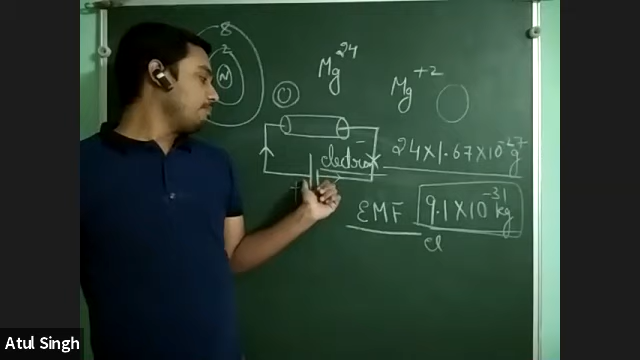 8
2
N
Mg24
Mg+2
electron
24×1.67×10-27
g
+
EMF
9.1×10-31
kg
el
Atul Singh